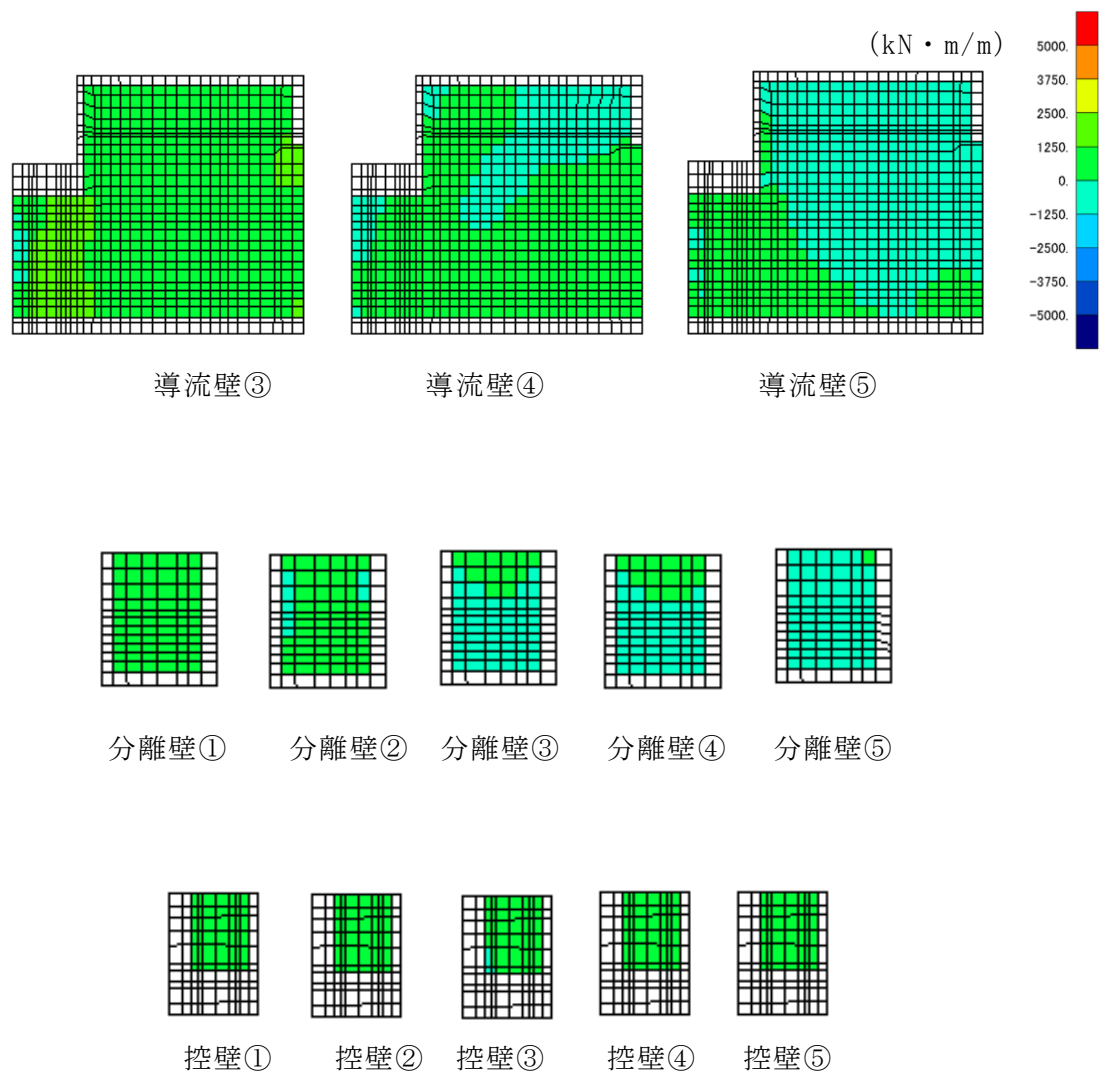 (kN・m/m)
5000.
3750.
2500.
1250.
0.
-1250.
-2500.
-3750.
-5000.
導流壁③
導流壁④
導流壁⑤
分離壁①
分離壁②
分離壁③
分離壁④
分離壁⑤
控壁①
控壁②
控壁③
控壁④
控壁⑤